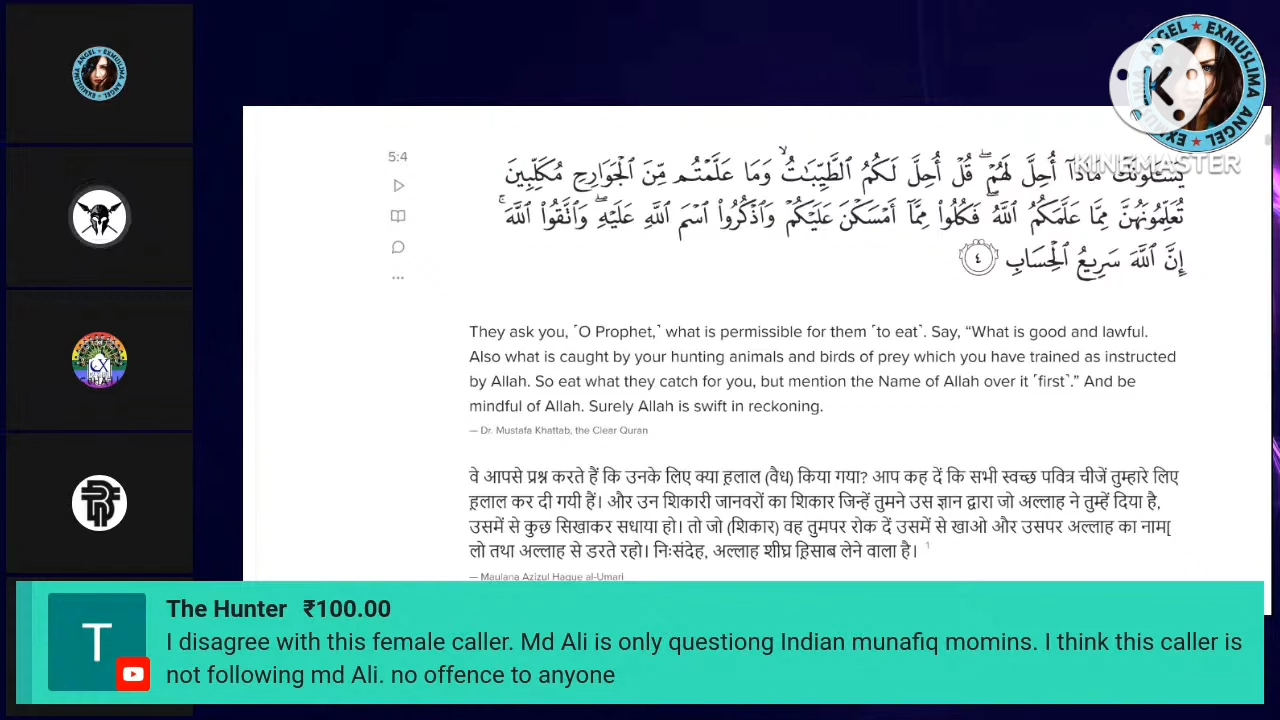 ANGEL ★ EXMUSLIMA ANGEL
KINEMASTER
5:4
يَسْـَٔلُونَكَ مَاذَآ أُحِلَّ لَهُمْ ۖ قُلْ أُحِلَّ لَكُمُ ٱلطَّيِّبَـٰتُ ۙ وَمَا عَلَّمْتُم مِّنَ ٱلْجَوَارِحِ مُكَلِّبِينَ
تُعَلِّمُونَهُنَّ مِمَّا عَلَّمَكُمُ ٱللَّهُ ۖ فَكُلُوا۟ مِمَّآ أَمْسَكْنَ عَلَيْكُمْ وَٱذْكُرُوا۟ ٱسْمَ ٱللَّهِ عَلَيْهِ ۖ وَٱتَّقُوا۟ ٱللَّهَ ۚ
إِنَّ ٱللَّهَ سَرِيعُ ٱلْحِسَابِ ٤
They ask you, ˹O Prophet,˺ what is permissible for them ˹to eat˺. Say, “What is good and lawful.
Also what is caught by your hunting animals and birds of prey which you have trained as instructed
by Allah. So eat what they catch for you, but mention the Name of Allah over it ˹first˺.” And be
mindful of Allah. Surely Allah is swift in reckoning.
— Dr. Mustafa Khattab, the Clear Quran
वे आपसे प्रश्न करते हैं कि उनके लिए क्या ह़लाल (वैध) किया गया? आप कह दें कि सभी स्वच्छ पवित्र चीजें तुम्हारे लिए
ह़लाल कर दी गयी हैं। और उन शिकारी जानवरों का शिकार जिन्हें तुमने उस ज्ञान द्वारा जो अल्लाह ने तुम्हें दिया है,
उसमें से कुछ सिखाकर सधाया हो। तो जो (शिकार) वह तुमपर रोक दें उसमें से खाओ और उसपर अल्लाह का नाम[
लो तथा अल्लाह से डरते रहो। निःसंदेह, अल्लाह शीघ्र ह़िसाब लेने वाला है। 1
— Maulana Azizul Haque al-Umari
T
The Hunter ₹100.00
I disagree with this female caller. Md Ali is only questiong Indian munafiq momins. I think this caller is
not following md Ali. no offence to anyone